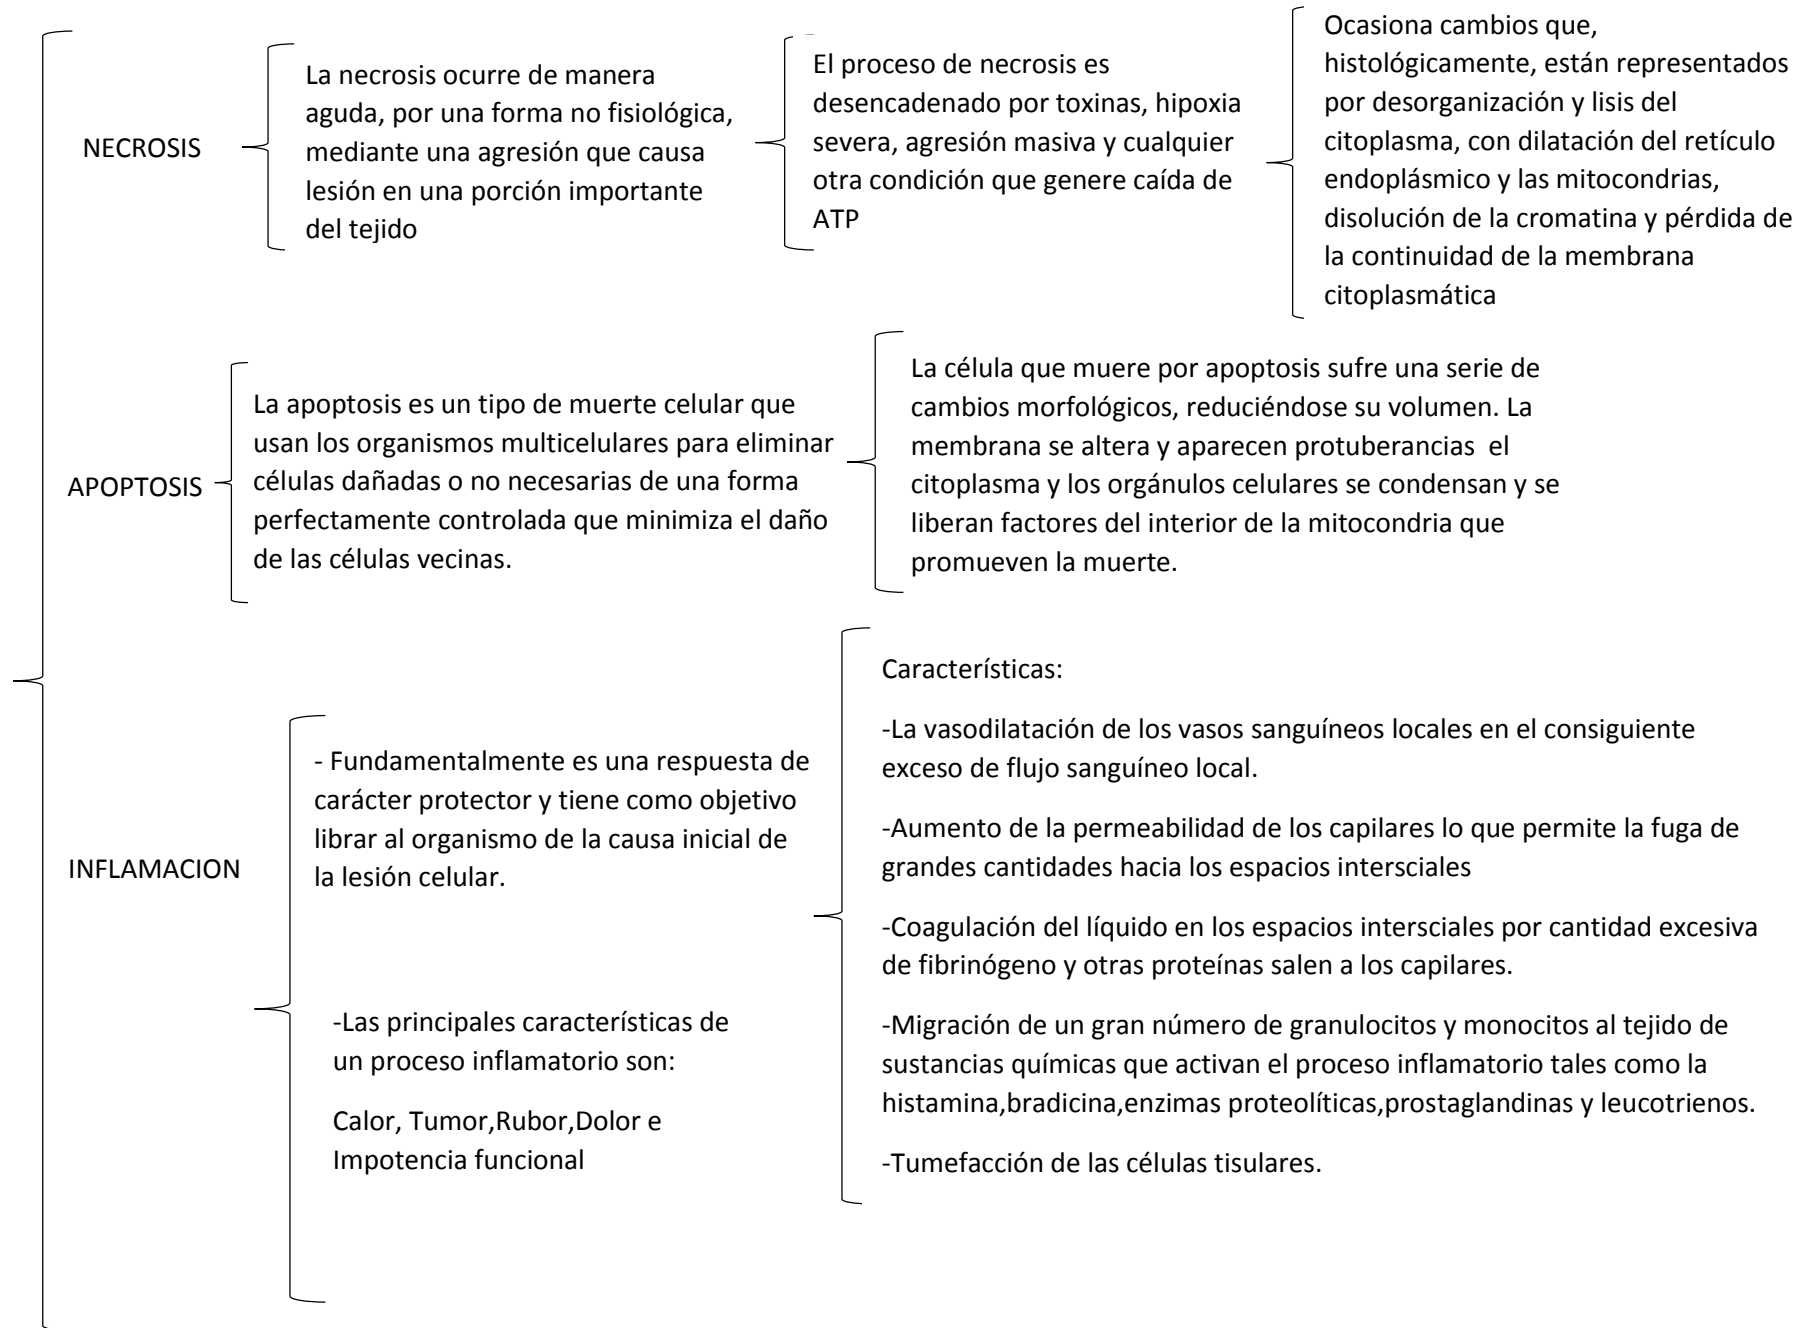 NECROSIS
La necrosis ocurre de manera
aguda, por una forma no fisiológica,
mediante una agresión que causa
lesión en una porción importante
del tejido
El proceso de necrosis es
desencadenado por toxinas, hipoxia
severa, agresión masiva y cualquier
otra condición que genere caída de
ATP
Ocasiona cambios que,
histológicamente, están representados
por desorganización y lisis del
citoplasma, con dilatación del retículo
endoplásmico y las mitocondrias,
disolución de la cromatina y pérdida de
la continuidad de la membrana
citoplasmática
APOPTOSIS
La apoptosis es un tipo de muerte celular que
usan los organismos multicelulares para eliminar
células dañadas o no necesarias de una forma
perfectamente controlada que minimiza el daño
de las células vecinas.
La célula que muere por apoptosis sufre una serie de
cambios morfológicos, reduciéndose su volumen. La
membrana se altera y aparecen protuberancias  el
citoplasma y los orgánulos celulares se condensan y se
liberan factores del interior de la mitocondria que
promueven la muerte.
INFLAMACION
- Fundamentalmente es una respuesta de
carácter protector y tiene como objetivo
librar al organismo de la causa inicial de
la lesión celular.
-Las principales características de
un proceso inflamatorio son:
Calor, Tumor,Rubor,Dolor e
Impotencia funcional
Características:
-La vasodilatación de los vasos sanguíneos locales en el consiguiente
exceso de flujo sanguíneo local.
-Aumento de la permeabilidad de los capilares lo que permite la fuga de
grandes cantidades hacia los espacios intersciales
-Coagulación del líquido en los espacios intersciales por cantidad excesiva
de fibrinógeno y otras proteínas salen a los capilares.
-Migración de un gran número de granulocitos y monocitos al tejido de
sustancias químicas que activan el proceso inflamatorio tales como la
histamina,bradicina,enzimas proteolíticas,prostaglandinas y leucotrienos.
-Tumefacción de las células tisulares.